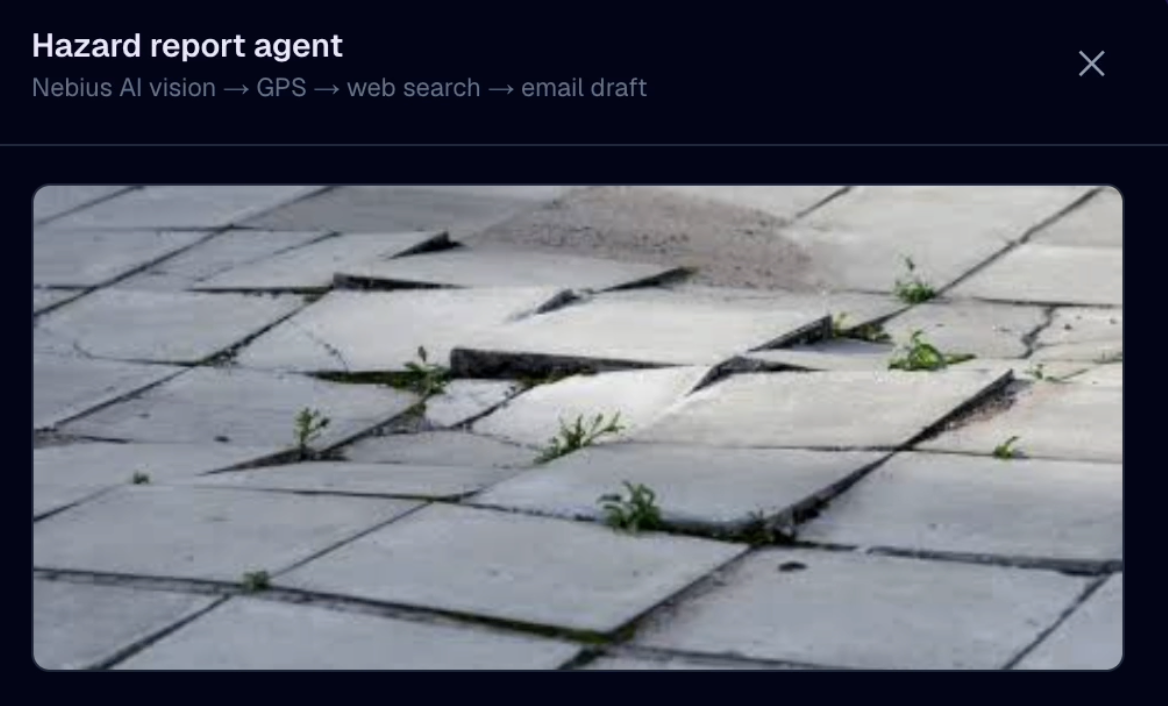 Hazard report agent
Nebius AI vision → GPS → web search → email draft